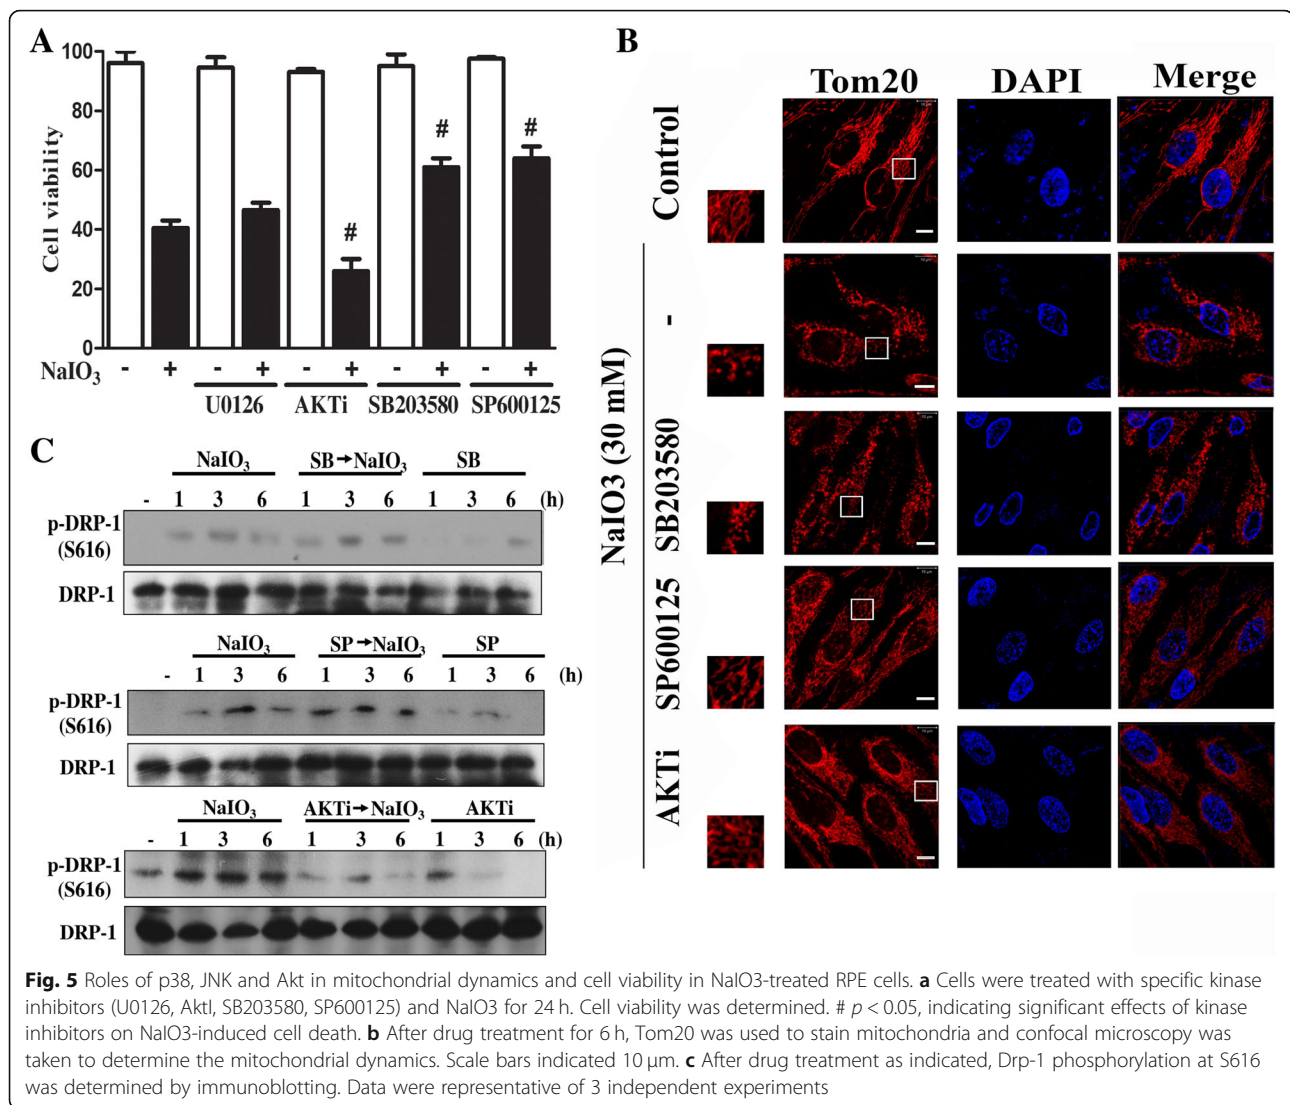 A
100
80
60
40
20
0
Cell viability
#
#
#
NaIO3 - + - + - + - + - +
U0126 AKTi SB203580 SP600125
B
Tom20 DAPI Merge
Control
NaIO3 (30 mM)
-
SB203580
SP600125
AKTi
C
NaIO3 SB→NaIO3 SB
- 1 3 6 1 3 6 1 3 6 (h)
p-DRP-1
(S616)
DRP-1
NaIO3 SP→NaIO3 SP
- 1 3 6 1 3 6 1 3 6 (h)
p-DRP-1
(S616)
DRP-1
NaIO3 AKTi→NaIO3 AKTi
- 1 3 6 1 3 6 1 3 6 (h)
p-DRP-1
(S616)
DRP-1
Fig. 5 Roles of p38, JNK and Akt in mitochondrial dynamics and cell viability in NaIO3-treated RPE cells. a Cells were treated with specific kinase
inhibitors (U0126, AktI, SB203580, SP600125) and NaIO3 for 24 h. Cell viability was determined. # p < 0.05, indicating significant effects of kinase
inhibitors on NaIO3-induced cell death. b After drug treatment for 6 h, Tom20 was used to stain mitochondria and confocal microscopy was
taken to determine the mitochondrial dynamics. Scale bars indicated 10 μm. c After drug treatment as indicated, Drp-1 phosphorylation at S616
was determined by immunoblotting. Data were representative of 3 independent experiments